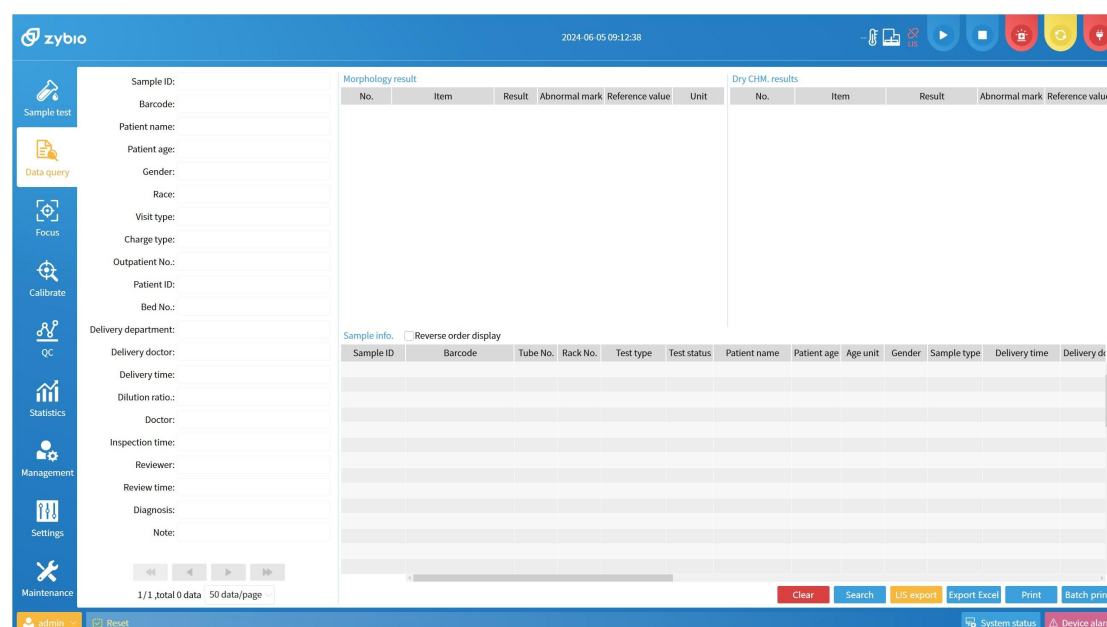 zybio
2024-06-05 09:12:38
--
LIS
Sample test
Data query
Focus
Calibrate
QC
Statistics
Management
Settings
Maintenance
Sample ID:
Barcode:
Patient name:
Patient age:
Gender:
Race:
Visit type:
Charge type:
Outpatient No.:
Patient ID:
Bed No.:
Delivery department:
Delivery doctor:
Delivery time:
Dilution ratio.:
Doctor:
Inspection time:
Reviewer:
Review time:
Diagnosis:
Note:
1/1 ,total 0 data 50 data/page
Morphology result
No. Item Result Abnormal mark Reference value Unit
Dry CHM. results
No. Item Result Abnormal mark Reference value
Sample info. Reverse order display
Sample ID Barcode Tube No. Rack No. Test type Test status Patient name Patient age Age unit Gender Sample type Delivery time Delivery do
Clear Search LIS export Export Excel Print Batch prin
admin Reset System status Device alar